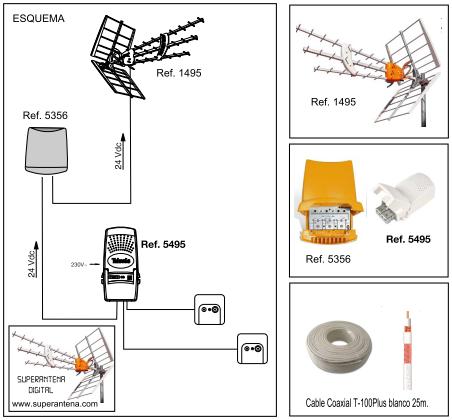 ESQUEMA
Ref. 1495
Ref. 5356
24 Vdc
24 Vdc
Ref. 5495
230V~
Televes
SUPERANTENA
DIGITAL
www.superantena.com
Ref. 1495
Ref. 5356
Ref. 5495
Cable Coaxial T-100Plus blanco 25m.